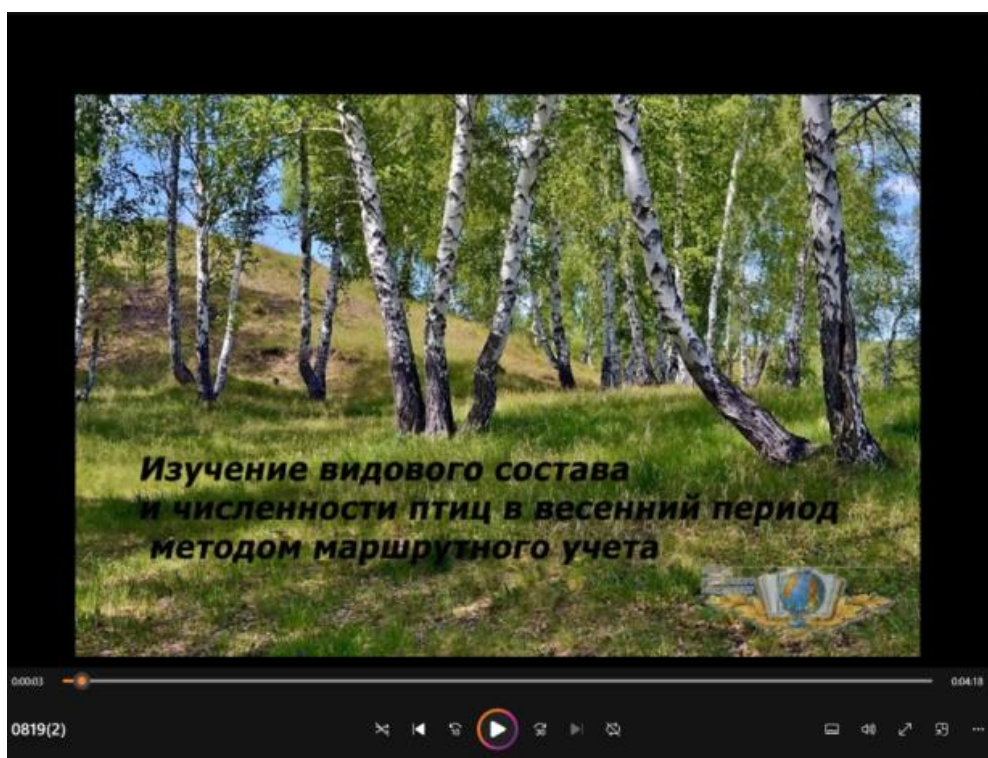 Изучение видового состава
и численности птиц в весенний период
методом маршрутного учета
0:00:03
0:04:18
0819(2)